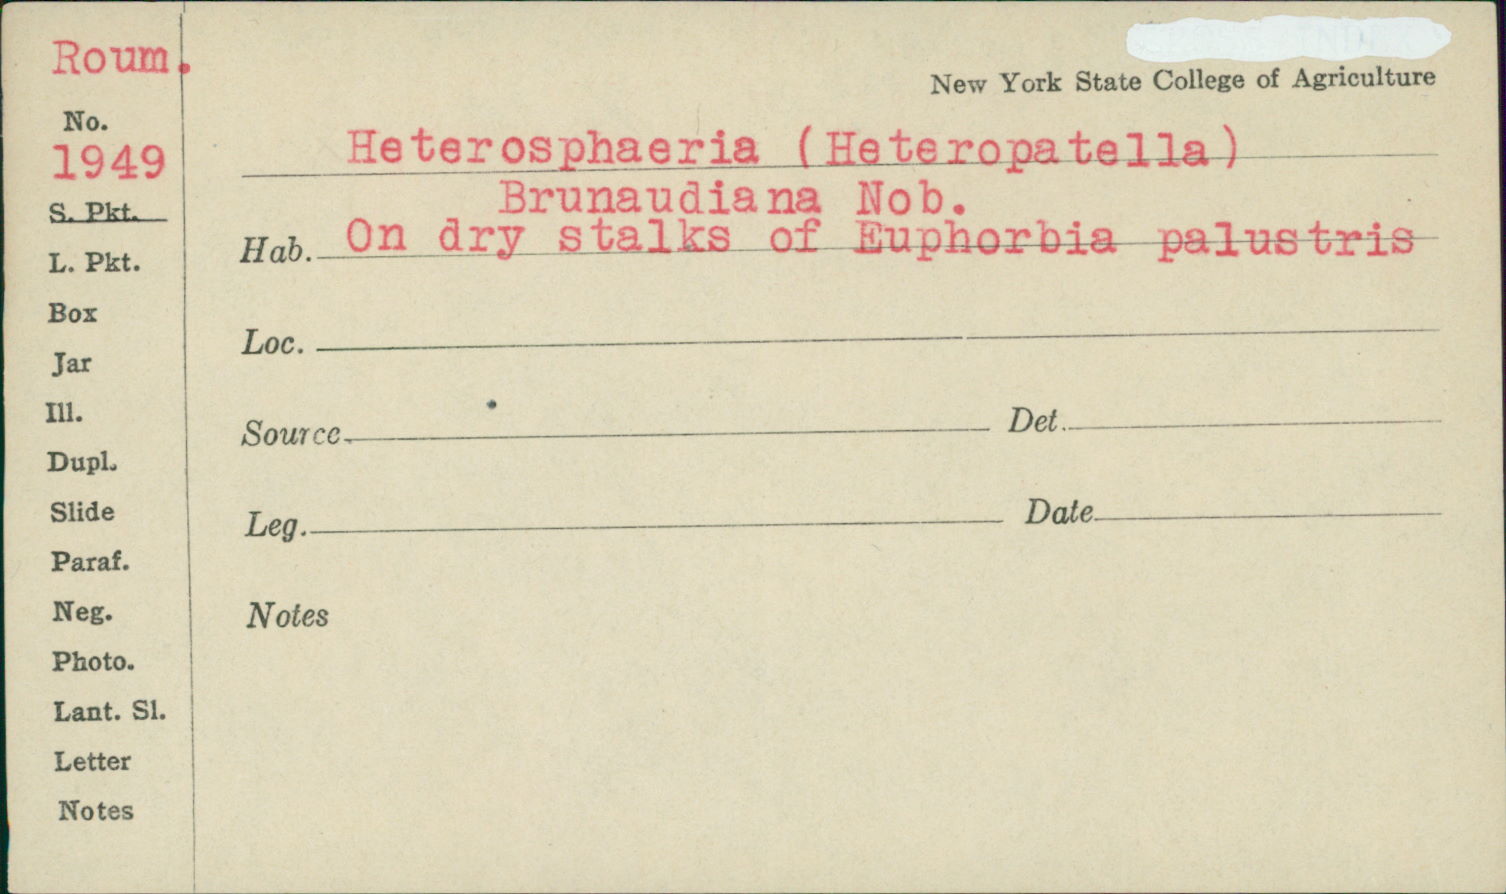 Roum.
New York State College of Agriculture
No.
1949
Heterosphaeria (Heteropatella)
Brunaudiana Nob.
S. Pkt.
Hab. On dry stalks of Euphorbia palustris
L. Pkt.
Box
Loc.
Jar
Ill.
Source
Det.
Dupl.
Slide
Leg.
Date
Paraf.
Neg.
Notes
Photo.
Lant. Sl.
Letter
Notes